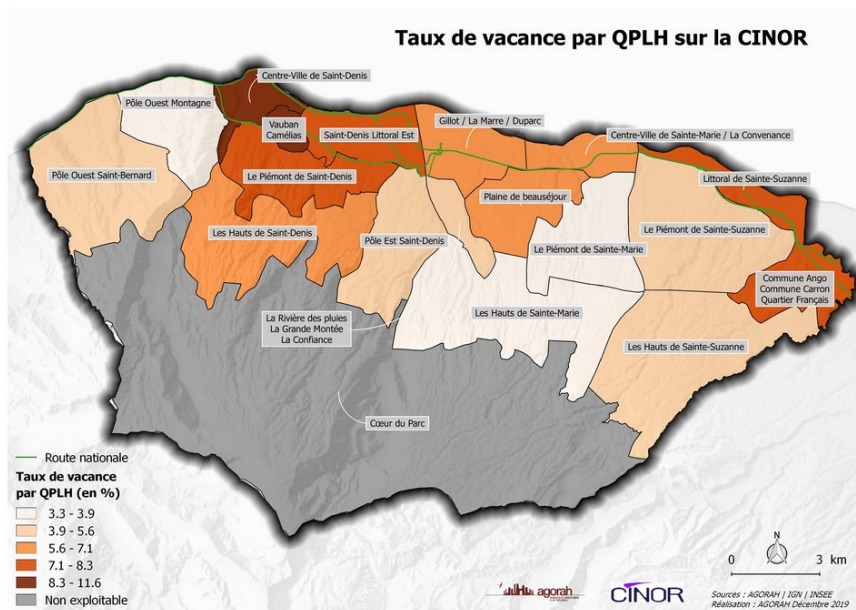 Taux de vacance par QPLH sur la CINOR
Centre-Ville de Saint-Denis
Pôle Ouest Montagne
Gillot / La Marre / Duparc
Vauban
Camélias
Saint-Denis Littoral Est
Centre-Ville de Sainte-Marie / La Convenance
Pôle Ouest Saint-Bernard
Le Piémont de Saint-Denis
Littoral de Sainte-Suzanne
Plaine de beauséjour
Les Hauts de Saint-Denis
Pôle Est Saint-Denis
Le Piémont de Sainte-Marie
Le Piémont de Sainte-Suzanne
Commune Ango
Commune Carron
Quartier Français
La Rivière des pluies
La Grande Montée
La Confiance
Les Hauts de Sainte-Marie
Les Hauts de Sainte-Suzanne
Cœur du Parc
Route nationale
Taux de vacance
par QPLH (en %)
3.3 - 3.9
3.9 - 5.6
5.6 - 7.1
7.1 - 8.3
8.3 - 11.6
Non exploitable
N
0 3 km
agorah
CINOR
Sources : AGORAH | IGN | INSEE
Réalisation : AGORAH Décembre 2019